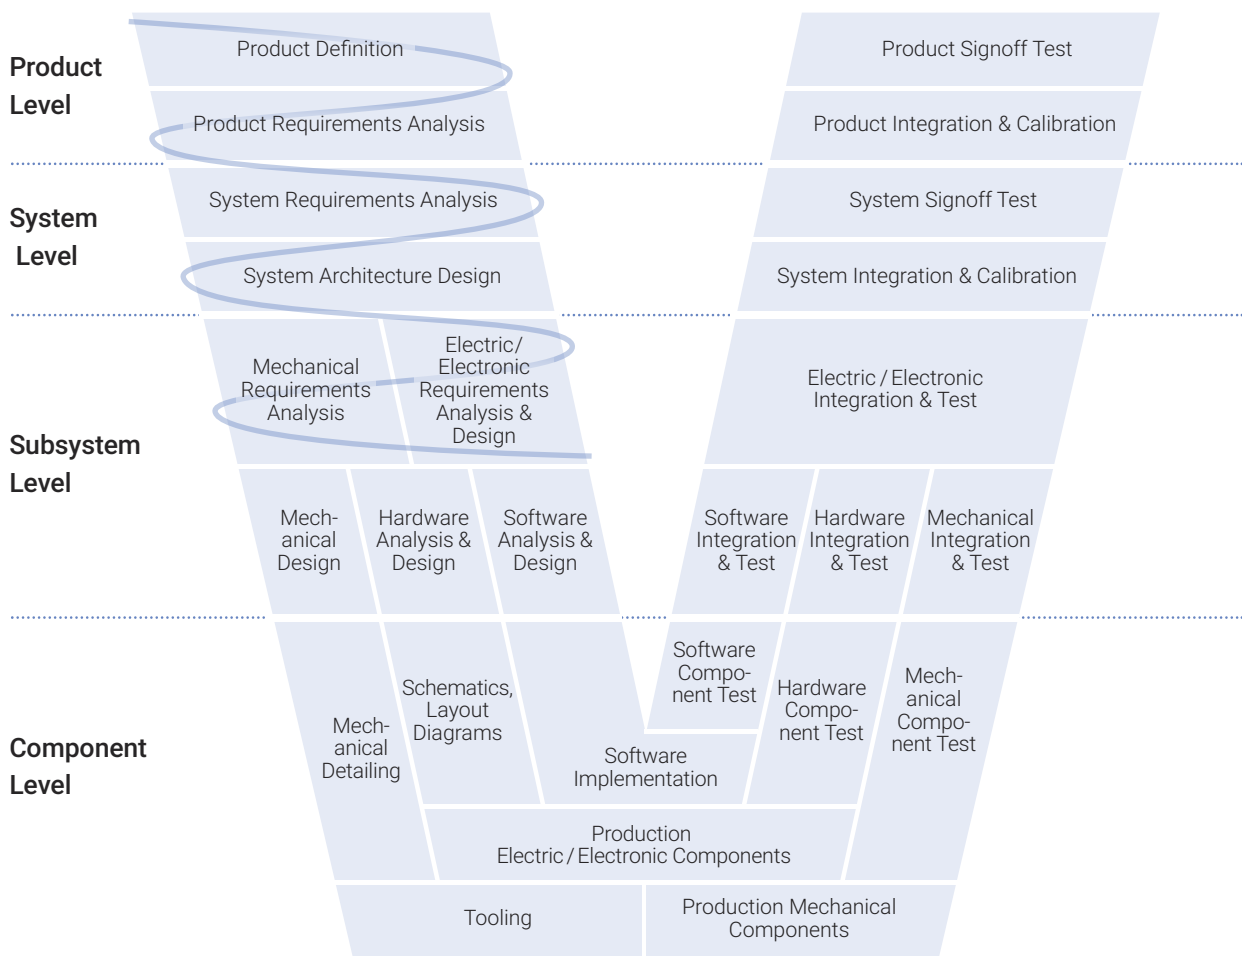 Product
Level
Product Definition
Product Signoff Test
Product Requirements Analysis
Product Integration & Calibration
System
Level
System Requirements Analysis
System Signoff Test
System Architecture Design
System Integration & Calibration
Subsystem
Level
Mechanical
Requirements
Analysis
Electric/
Electronic
Requirements
Analysis &
Design
Electric / Electronic
Integration & Test
Mech-
anical
Design
Hardware
Analysis &
Design
Software
Analysis &
Design
Software
Integration
& Test
Hardware
Integration
& Test
Mechanical
Integration
& Test
Component
Level
Mech-
anical
Detailing
Schematics,
Layout
Diagrams
Software
Implementation
Software
Compo-
nent Test
Hardware
Compo-
nent Test
Mech-
anical
Compo-
nent Test
Production
Electric / Electronic Components
Tooling
Production Mechanical
Components